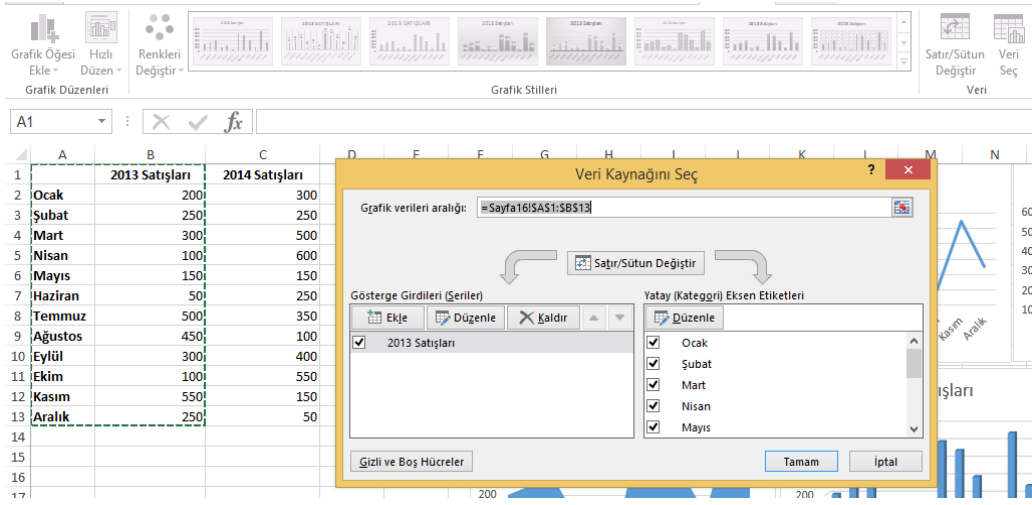 Grafik Öğesi Ekle
Hızlı Düzen
Renkleri Değiştir
Satır/Sütun Değiştir
Veri Seç
Grafik Düzenleri
Grafik Stilleri
Veri
A1
fx
A B C D E F G H I J K L M N
1 2013 Satışları 2014 Satışları
2 Ocak 200 300
3 Şubat 250 250
4 Mart 300 500
5 Nisan 100 600
6 Mayıs 150 150
7 Haziran 50 250
8 Temmuz 500 350
9 Ağustos 450 100
10 Eylül 300 400
11 Ekim 100 550
12 Kasım 550 150
13 Aralık 250 50
14
15
16
17
Veri Kaynağını Seç
? ×
Grafik verileri aralığı: =Sayfa16!$A$1:$B$13
Satır/Sütun Değiştir
Gösterge Girdileri (Seriler)
Ekle Düzenle Kaldır
2013 Satışları
Yatay (Kategori) Eksen Etiketleri
Düzenle
Ocak
Şubat
Mart
Nisan
Mayıs
Gizli ve Boş Hücreler
Tamam İptal
Kasım Aralık
200
200